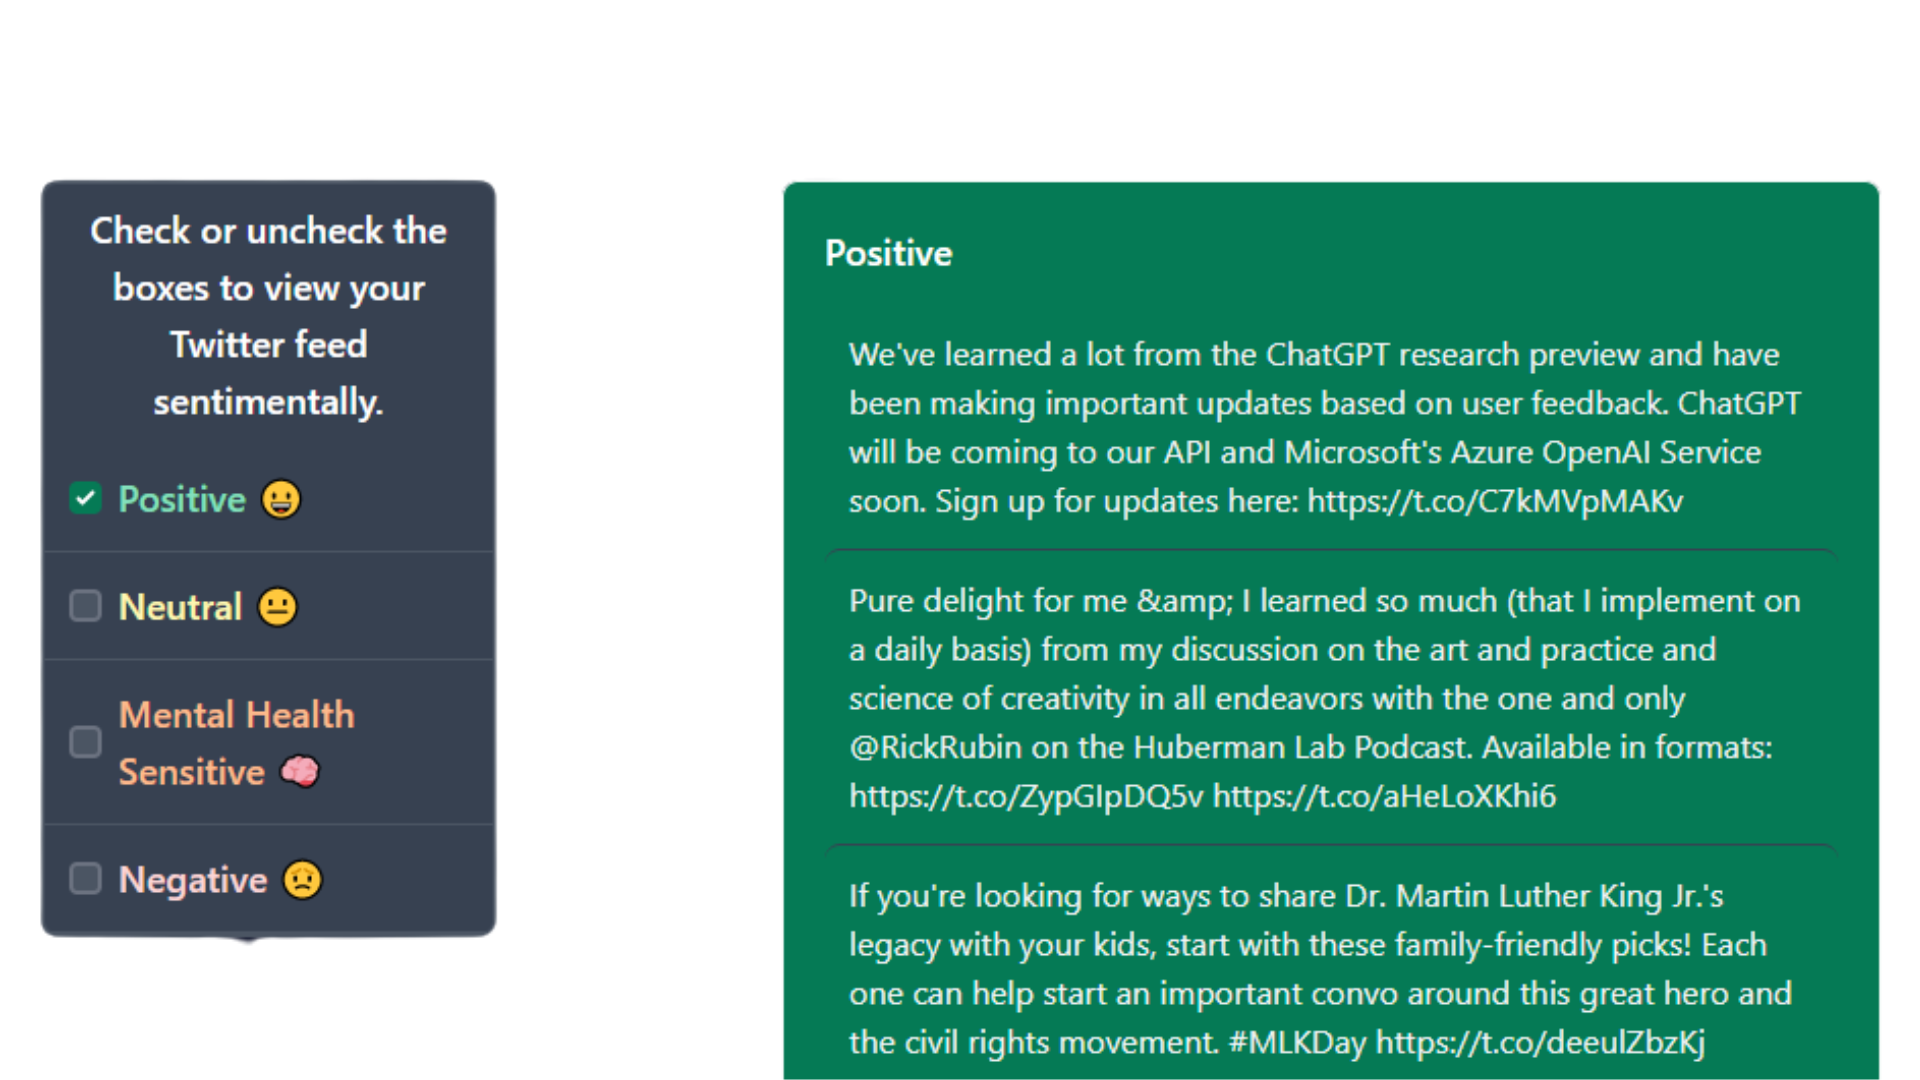 Check or uncheck the
boxes to view your
Twitter feed
sentimentally.
Positive
Neutral
Mental Health
Sensitive
Negative
Positive
We've learned a lot from the ChatGPT research preview and have
been making important updates based on user feedback. ChatGPT
will be coming to our API and Microsoft's Azure OpenAI Service
soon. Sign up for updates here: https://t.co/C7kMVpMAKv
Pure delight for me &amp; I learned so much (that I implement on
a daily basis) from my discussion on the art and practice and
science of creativity in all endeavors with the one and only
@RickRubin on the Huberman Lab Podcast. Available in formats:
https://t.co/ZypGIpDQ5v https://t.co/aHeLoXKhi6
If you're looking for ways to share Dr. Martin Luther King Jr.'s
legacy with your kids, start with these family-friendly picks! Each
one can help start an important convo around this great hero and
the civil rights movement. #MLKDay https://t.co/deeulZbzKj